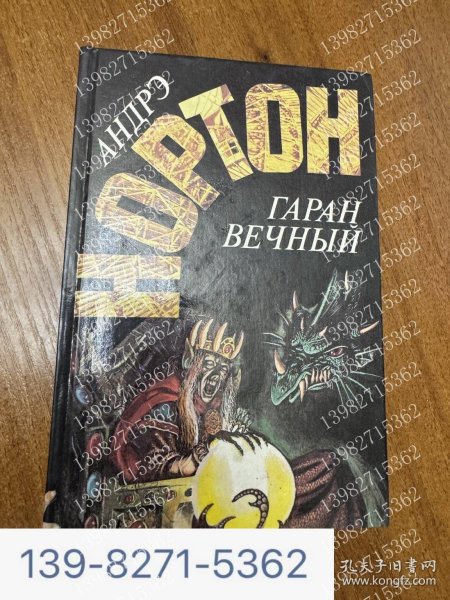 АНДРЭ
НОРТОН
ГАРАН
ВЕЧНЫЙ
13982715362
139-8271-5362
孔夫子旧书网
www.kongfz.com